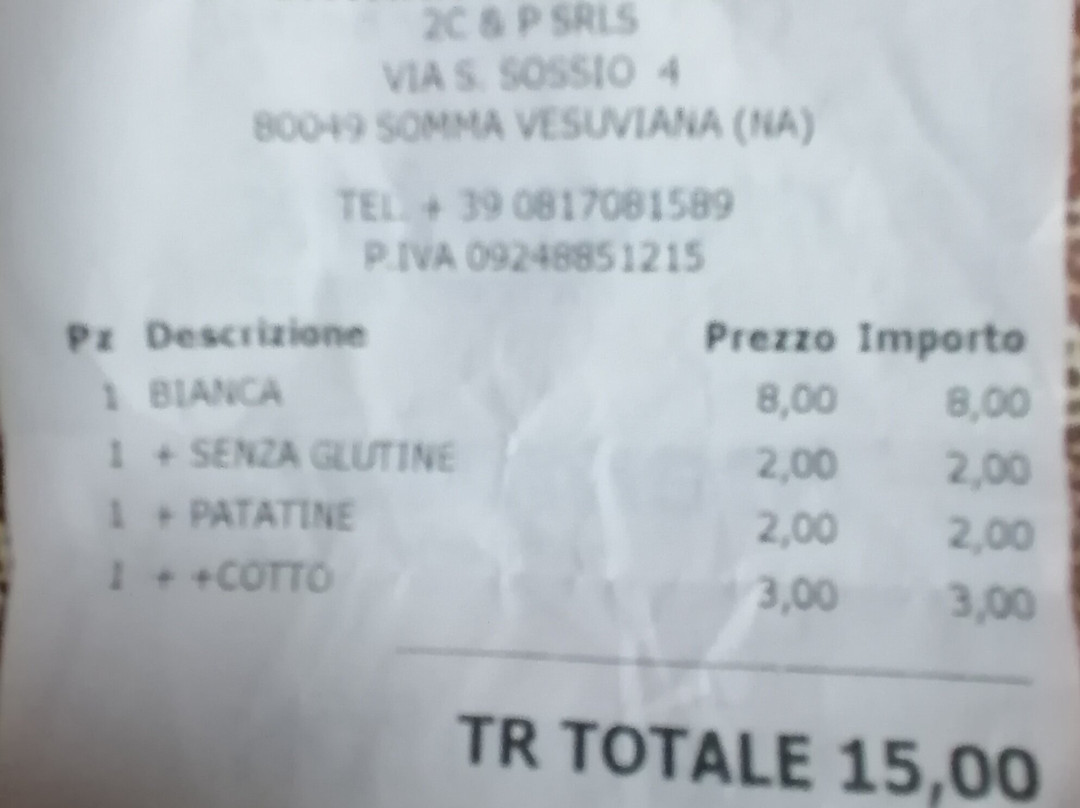 2C & P SRLS
VIA S. SOSSIO 4
80049 SOMMA VESUVIANA (NA)
TEL. + 39 0817081589
P.IVA 09248851215
Pz Descrizione Prezzo Importo
1 BIANCA 8,00 8,00
1 + SENZA GLUTINE 2,00 2,00
1 + PATATINE 2,00 2,00
1 + +COTTO 3,00 3,00
TR TOTALE 15,00